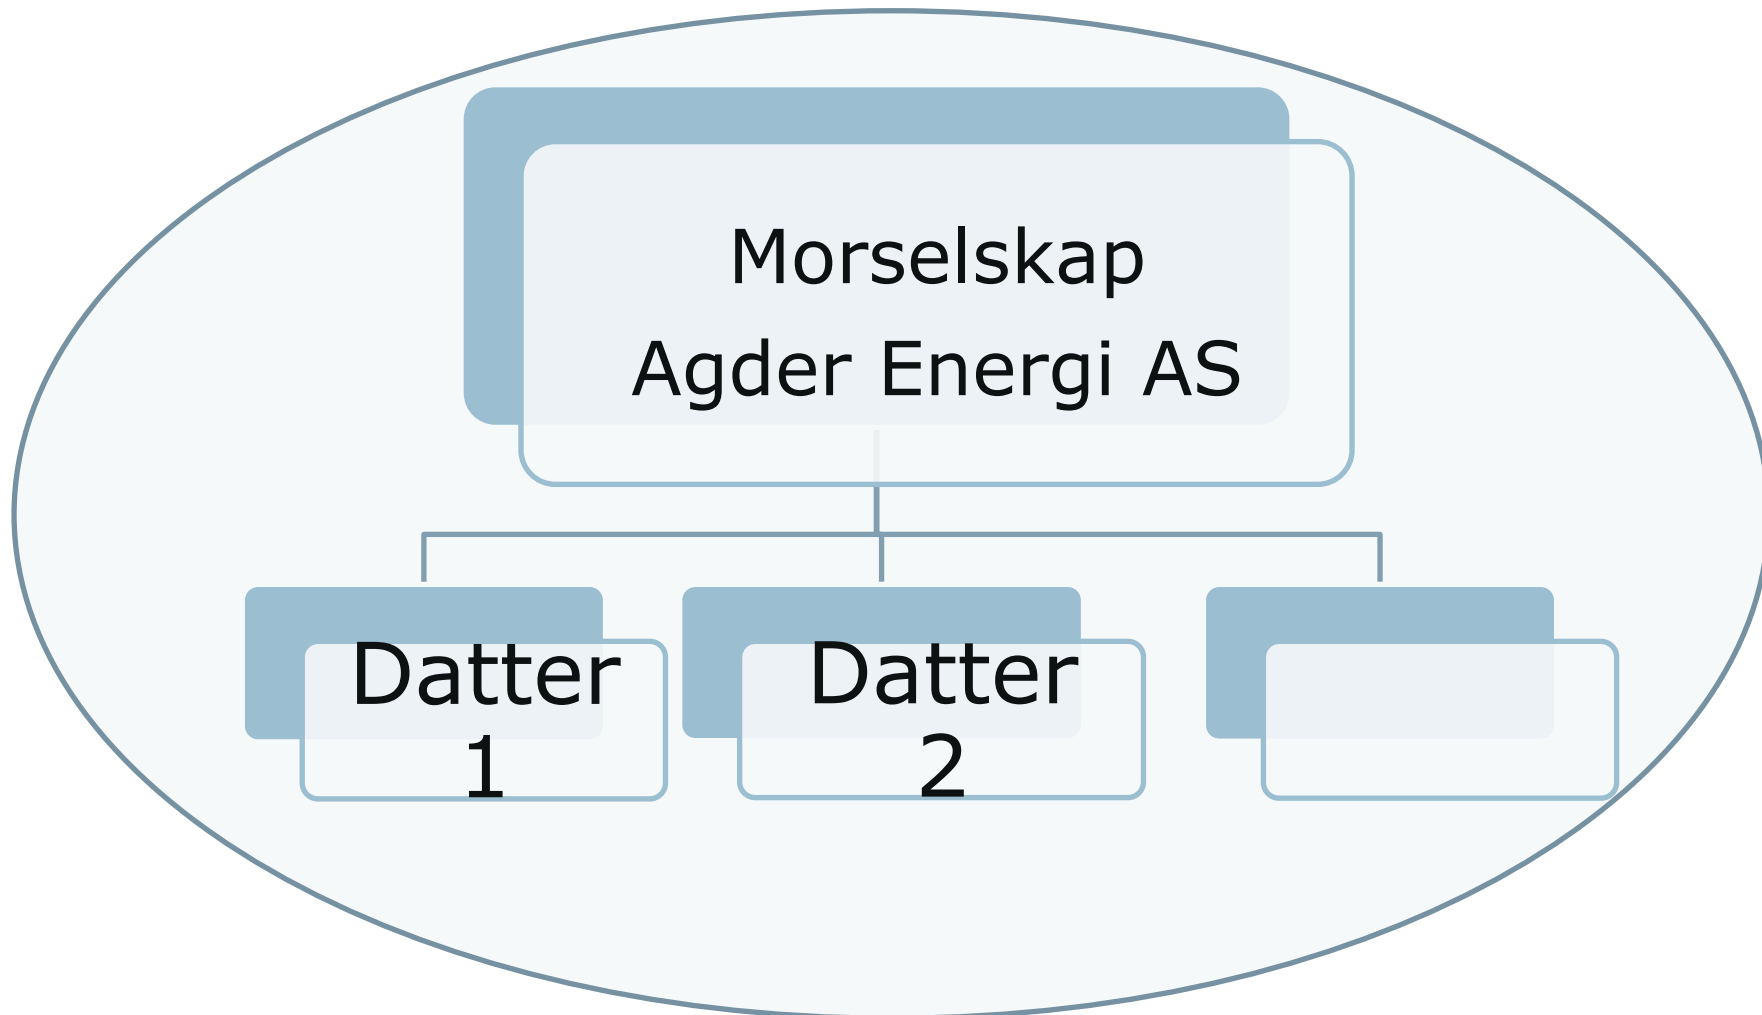 Morselskap
Agder Energi AS
Datter
1
Datter
2